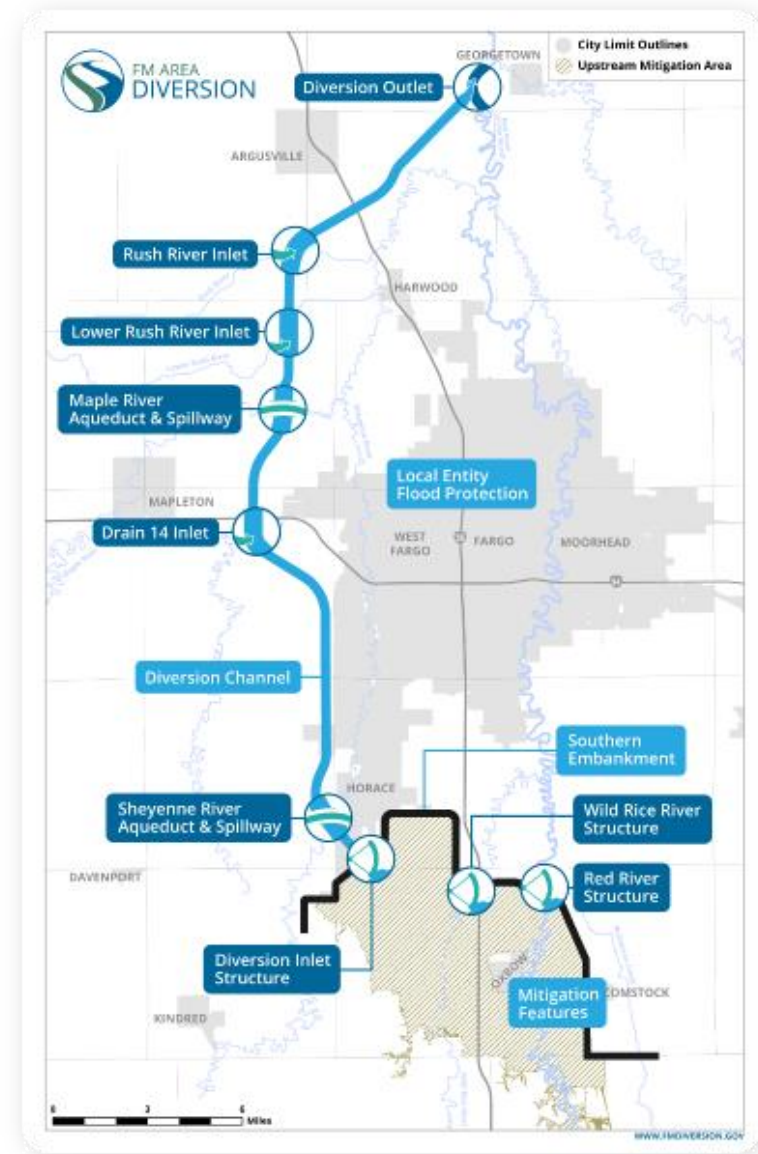 FM AREA
DIVERSION
City Limit Outlines
Upstream Mitigation Area
GEORGETOWN
Diversion Outlet
ARGUSVILLE
Rush River Inlet
HARWOOD
Lower Rush River Inlet
Maple River
Aqueduct & Spillway
Local Entity
Flood Protection
MAPLETON
Drain 14 Inlet
WEST
FARGO
FARGO
MOORHEAD
Diversion Channel
Southern
Embankment
HORACE
Sheyenne River
Aqueduct & Spillway
Wild Rice River
Structure
DAVENPORT
Red River
Structure
Diversion Inlet
Structure
OXBOW
Mitigation
Features
COMSTOCK
KINDRED
0 3 6
Miles
WWW.FMDIVERSION.GOV